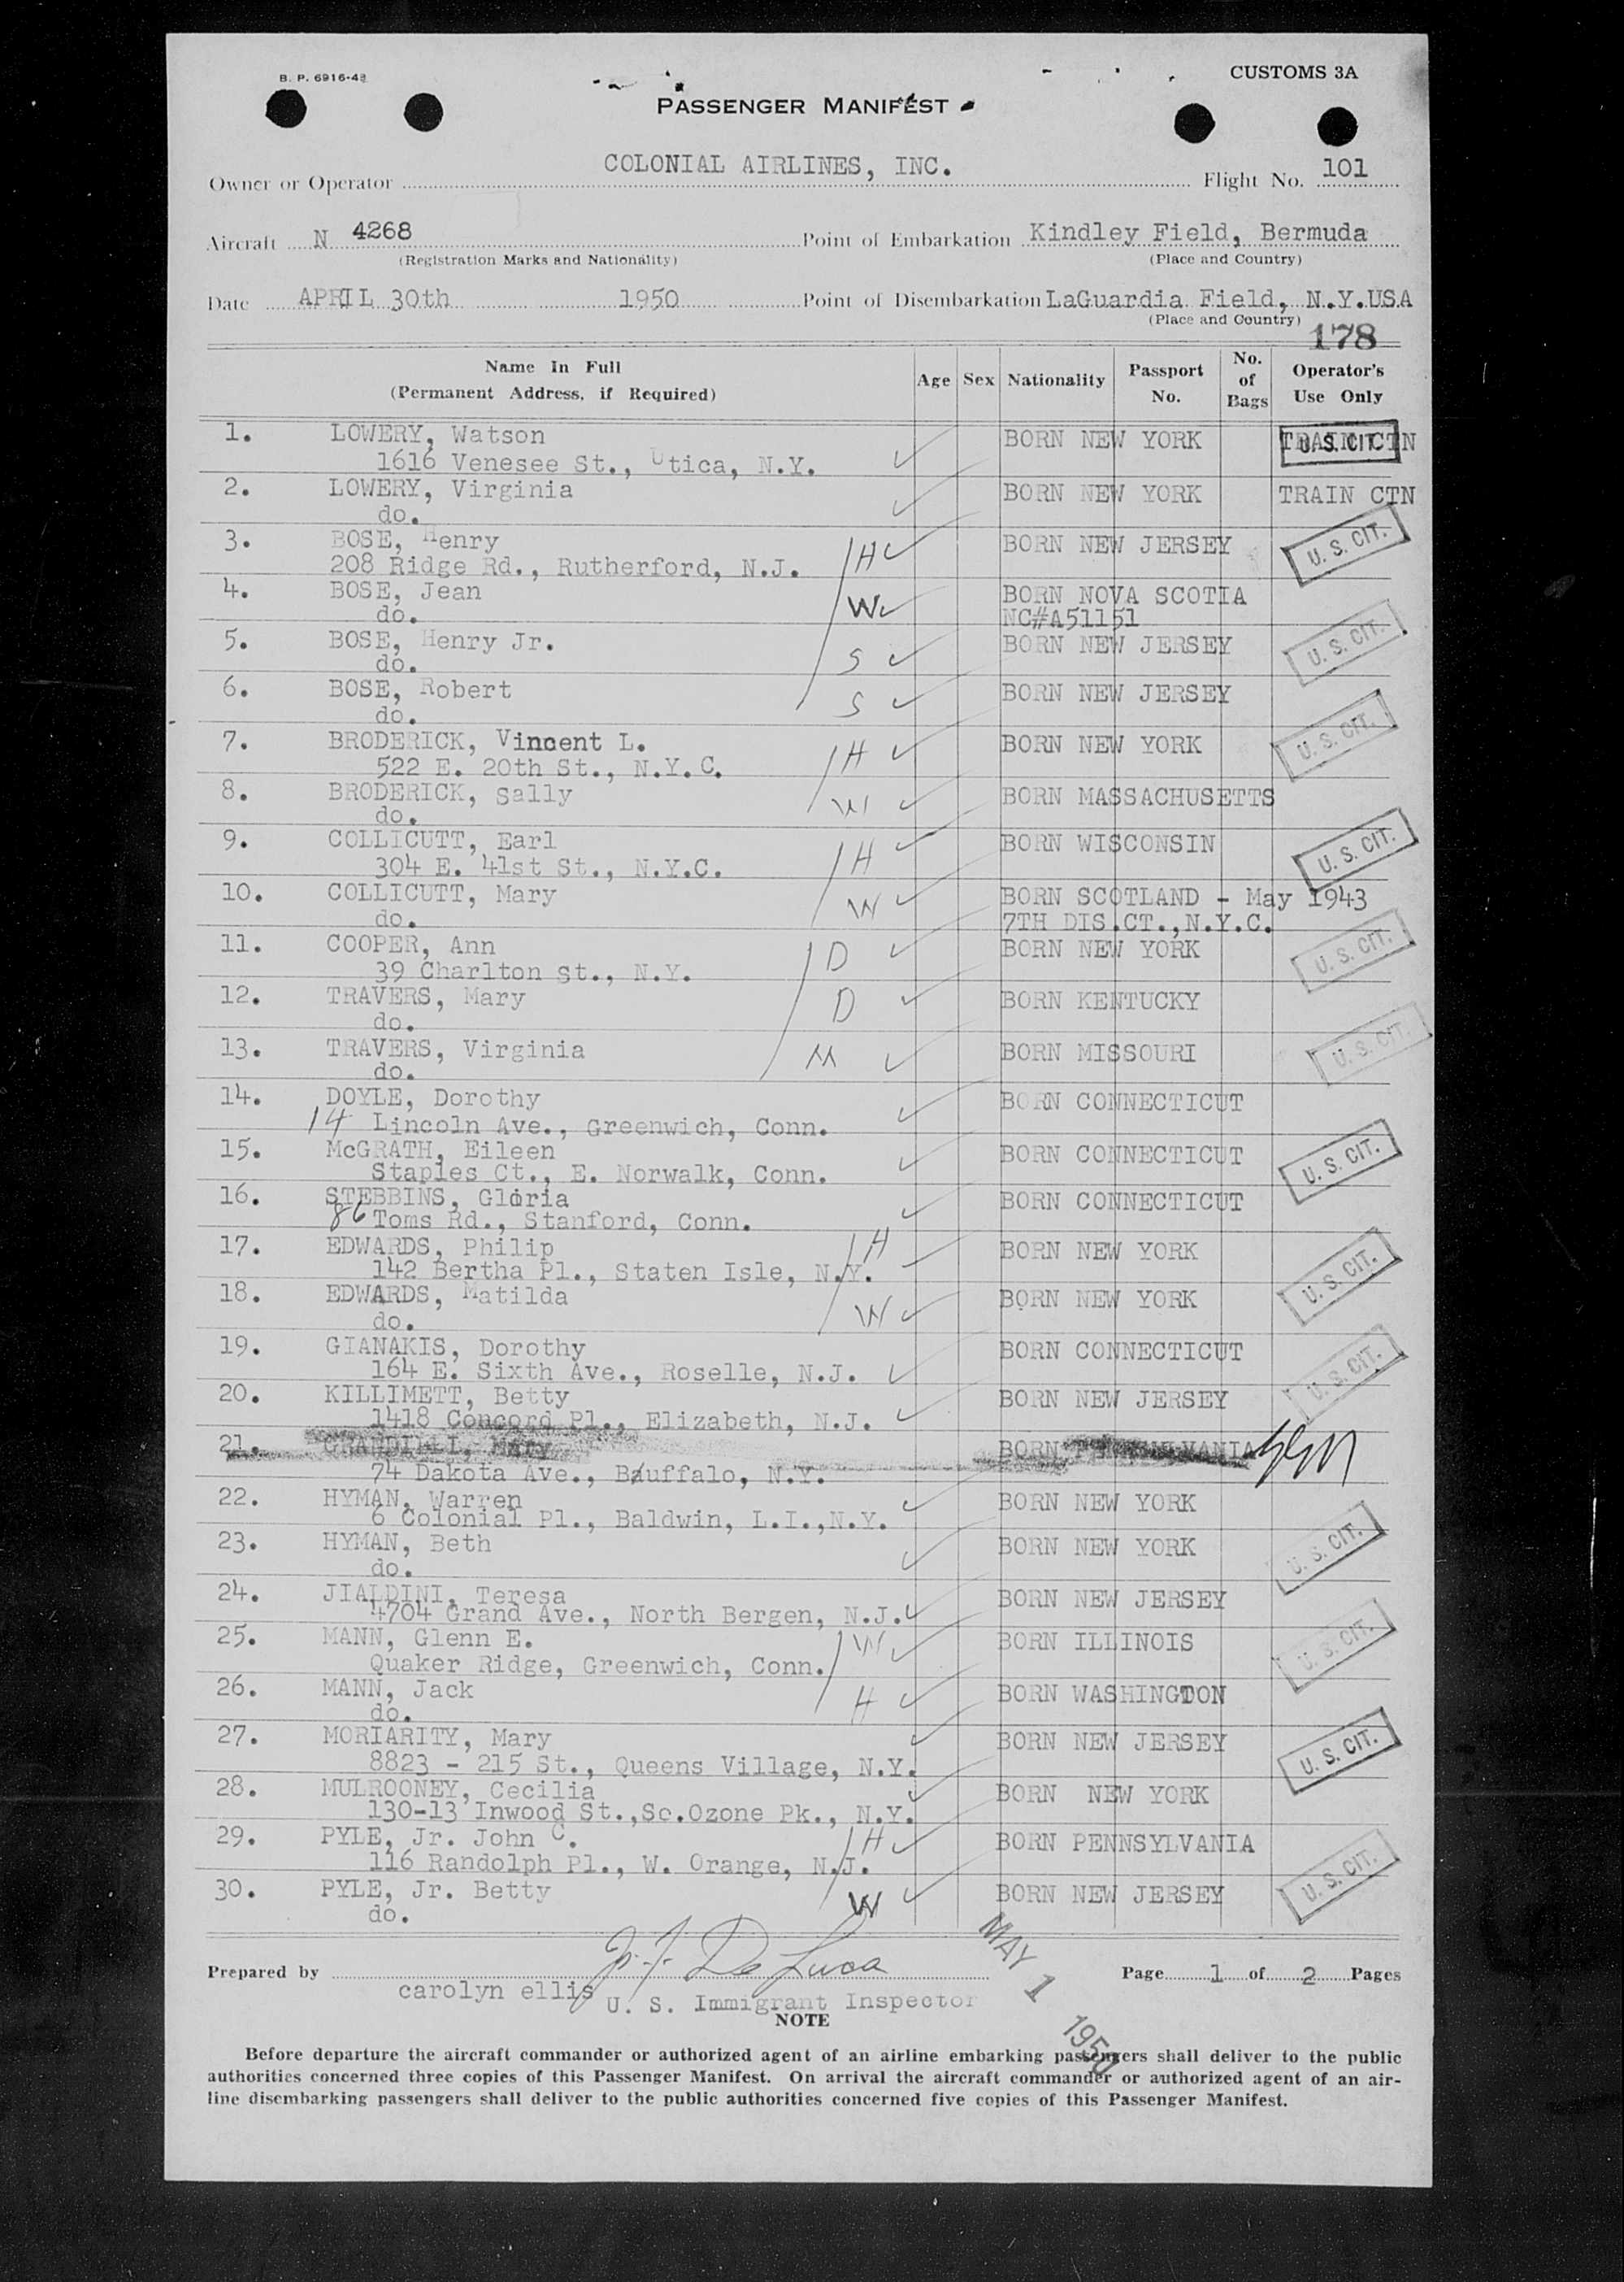 B. P. 6916-48
CUSTOMS 3A
PASSENGER MANIFEST
Owner or Operator COLONIAL AIRLINES, INC. Flight No. 101
Aircraft N 4268 Point of Embarkation Kindley Field, Bermuda
(Registration Marks and Nationality) (Place and Country)
Date APRIL 30th 1950 Point of Disembarkation LaGuardia Field, N.Y.USA
(Place and Country)
178
Name In Full (Permanent Address, if Required) Age Sex Nationality Passport No. No. of Bags Operator's Use Only
1. LOWERY, Watson BORN NEW YORK TRAIN CTN U.S.CIT.
1616 Venesee St., Utica, N.Y.
2. LOWERY, Virginia BORN NEW YORK TRAIN CTN
do.
3. BOSE, Henry H BORN NEW JERSEY U. S. CIT.
208 Ridge Rd., Rutherford, N.J.
4. BOSE, Jean W BORN NOVA SCOTIA
do. NC#A51151
5. BOSE, Henry Jr. S BORN NEW JERSEY U. S. CIT.
do.
6. BOSE, Robert S BORN NEW JERSEY
do.
7. BRODERICK, Vincent L. H BORN NEW YORK U. S. CIT.
522 E. 20th St., N.Y.C.
8. BRODERICK, Sally W BORN MASSACHUSETTS
do.
9. COLLICUTT, Earl H BORN WISCONSIN U. S. CIT.
304 E. 41st St., N.Y.C.
10. COLLICUTT, Mary W BORN SCOTLAND - May 1943
do. 7TH DIS.CT.,N.Y.C.
11. COOPER, Ann D BORN NEW YORK U. S. CIT.
39 Charlton st., N.Y.
12. TRAVERS, Mary D BORN KENTUCKY
do.
13. TRAVERS, Virginia M BORN MISSOURI U. S. CIT.
do.
14. DOYLE, Dorothy BORN CONNECTICUT
14 Lincoln Ave., Greenwich, Conn.
15. McGRATH, Eileen BORN CONNECTICUT U. S. CIT.
Staples Ct., E. Norwalk, Conn.
16. STEBBINS, Gloria BORN CONNECTICUT
86 Toms Rd., Stanford, Conn.
17. EDWARDS, Philip H BORN NEW YORK U. S. CIT.
142 Bertha Pl., Staten Isle, N.Y.
18. EDWARDS, Matilda W BORN NEW YORK
do.
19. GIANAKIS, Dorothy BORN CONNECTICUT U. S. CIT.
164 E. Sixth Ave., Roselle, N.J.
20. KILLIMETT, Betty BORN NEW JERSEY
1418 Concord Pl., Elizabeth, N.J.
21. Mary BORN
74 Dakota Ave., Buffalo, N.Y.
22. HYMAN, Warren BORN NEW YORK
6 Colonial Pl., Baldwin, L.I.,N.Y.
23. HYMAN, Beth BORN NEW YORK U. S. CIT.
do.
24. JIALDINI, Teresa BORN NEW JERSEY
4704 Grand Ave., North Bergen, N.J.
25. MANN, Glenn E. W BORN ILLINOIS U. S. CIT.
Quaker Ridge, Greenwich, Conn.
26. MANN, Jack H BORN WASHINGTON
do.
27. MORIARITY, Mary BORN NEW JERSEY U. S. CIT.
8823 - 215 St., Queens Village, N.Y.
28. MULROONEY, Cecilia BORN NEW YORK
130-13 Inwood St.,So.Ozone Pk., N.Y.
29. PYLE, Jr. John C. H BORN PENNSYLVANIA
116 Randolph Pl., W. Orange, N.J.
30. PYLE, Jr. Betty W BORN NEW JERSEY U. S. CIT.
do.
Prepared by carolyn ellis J. J. De Luca Page 1 of 2 Pages
U. S. Immigrant Inspector
MAY 1 1950
NOTE
Before departure the aircraft commander or authorized agent of an airline embarking passengers shall deliver to the public
authorities concerned three copies of this Passenger Manifest. On arrival the aircraft commander or authorized agent of an air-
line disembarking passengers shall deliver to the public authorities concerned five copies of this Passenger Manifest.